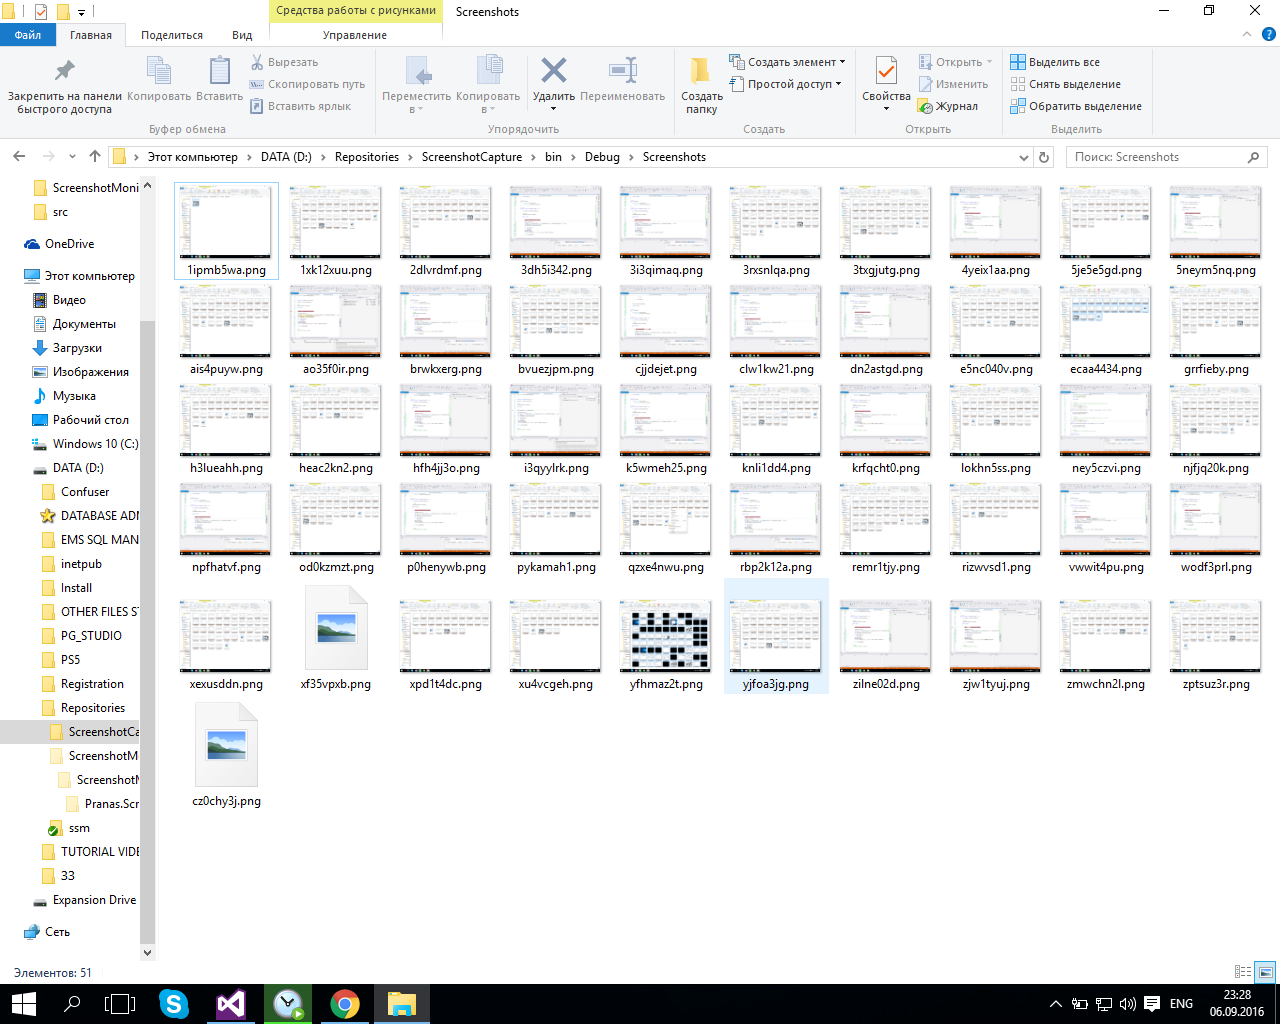 Средства работы с рисунками
Screenshots
Файл
Главная
Поделиться
Вид
Управление
Закрепить на панели
быстрого доступа
Копировать
Вставить
Вырезать
Скопировать путь
Вставить ярлык
Буфер обмена
Переместить
в
Копировать
в
Удалить
Переименовать
Упорядочить
Создать
папку
Создать элемент
Простой доступ
Создать
Свойства
Открыть
Изменить
Журнал
Открыть
Выделить все
Снять выделение
Обратить выделение
Выделить
Этот компьютер
DATA (D:)
Repositories
ScreenshotCapture
bin
Debug
Screenshots
Поиск: Screenshots
ScreenshotMoni
src
OneDrive
Этот компьютер
Видео
Документы
Загрузки
Изображения
Музыка
Рабочий стол
Windows 10 (C:)
DATA (D:)
Confuser
DATABASE ADM
EMS SQL MAN
inetpub
Install
OTHER FILES ST
PG_STUDIO
PS5
Registration
Repositories
ScreenshotCa
ScreenshotM
ScreenshotM
Pranas.Scr
ssm
TUTORIAL VIDE
33
Expansion Drive
Сеть
1ipmb5wa.png 1xk12xuu.png 2dlvrdmf.png 3dh5i342.png 3i3qimaq.png 3rxsnlqa.png 3txgjutg.png 4yeix1aa.png 5je5e5gd.png 5neym5nq.png
ais4puyw.png ao35f0ir.png brwkxerg.png bvuezjpm.png cjjdejet.png clw1kw21.png dn2astgd.png e5nc040v.png ecaa4434.png grrfieby.png
h3lueahh.png heac2kn2.png hfh4jj3o.png i3qyylrk.png k5wmeh25.png knli1dd4.png krfqcht0.png lokhn5ss.png ney5czvi.png njfjq20k.png
npfhatvf.png od0kzmzt.png p0henywb.png pykamah1.png qzxe4nwu.png rbp2k12a.png remr1tjy.png rizwvsd1.png vwwit4pu.png wodf3prl.png
xexusddn.png xf35vpxb.png xpd1t4dc.png xu4vcgeh.png yfhmaz2t.png yjfoa3jg.png zilne02d.png zjw1tyuj.png zmwchn2l.png zptsuz3r.png
cz0chy3j.png
Элементов: 51
ENG
23:28
06.09.2016